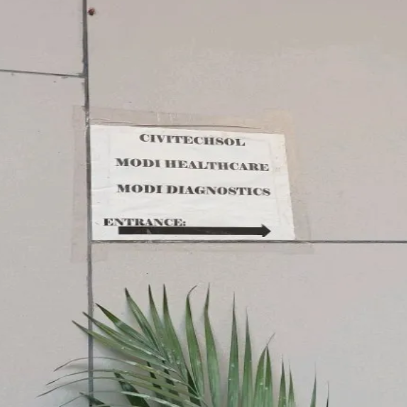 CIVITECHSOL
MODI HEALTHCARE
MODI DIAGNOSTICS
ENTRANCE: